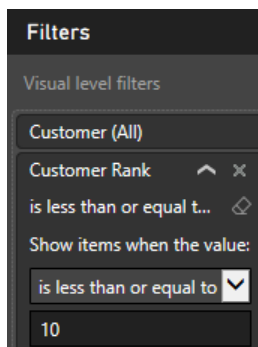 Filters
Visual level filters
Customer (All)
Customer Rank
is less than or equal t...
Show items when the value:
is less than or equal to
10